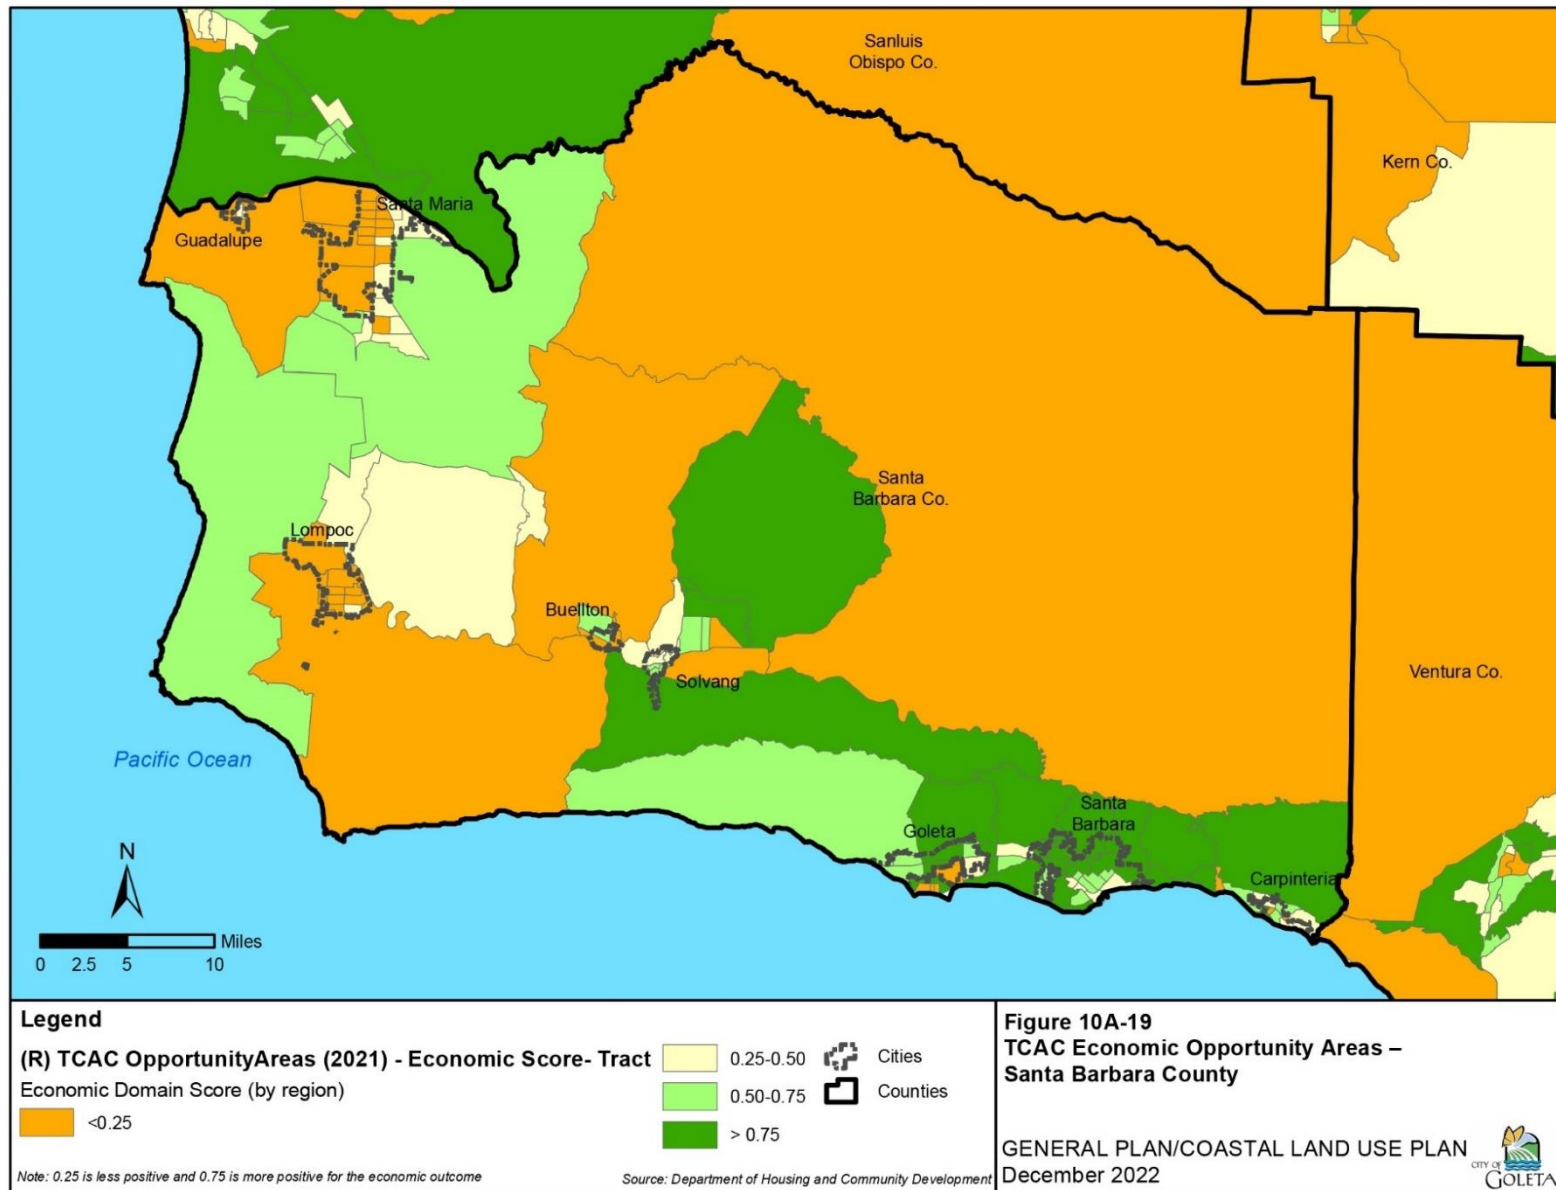 Sanluis
Obispo Co.
Kern Co.
Santa Maria
Guadalupe
Santa
Barbara Co.
Lompoc
Buellton
Solvang
Ventura Co.
Pacific Ocean
Santa
Barbara
Goleta
Carpinteria
N
Miles
0 2.5 5 10
Legend
(R) TCAC OpportunityAreas (2021) - Economic Score- Tract
Economic Domain Score (by region)
<0.25
0.25-0.50
0.50-0.75
> 0.75
Cities
Counties
Note: 0.25 is less positive and 0.75 is more positive for the economic outcome
Source: Department of Housing and Community Development
Figure 10A-19
TCAC Economic Opportunity Areas –
Santa Barbara County
GENERAL PLAN/COASTAL LAND USE PLAN
December 2022
CITY OF
GOLETA